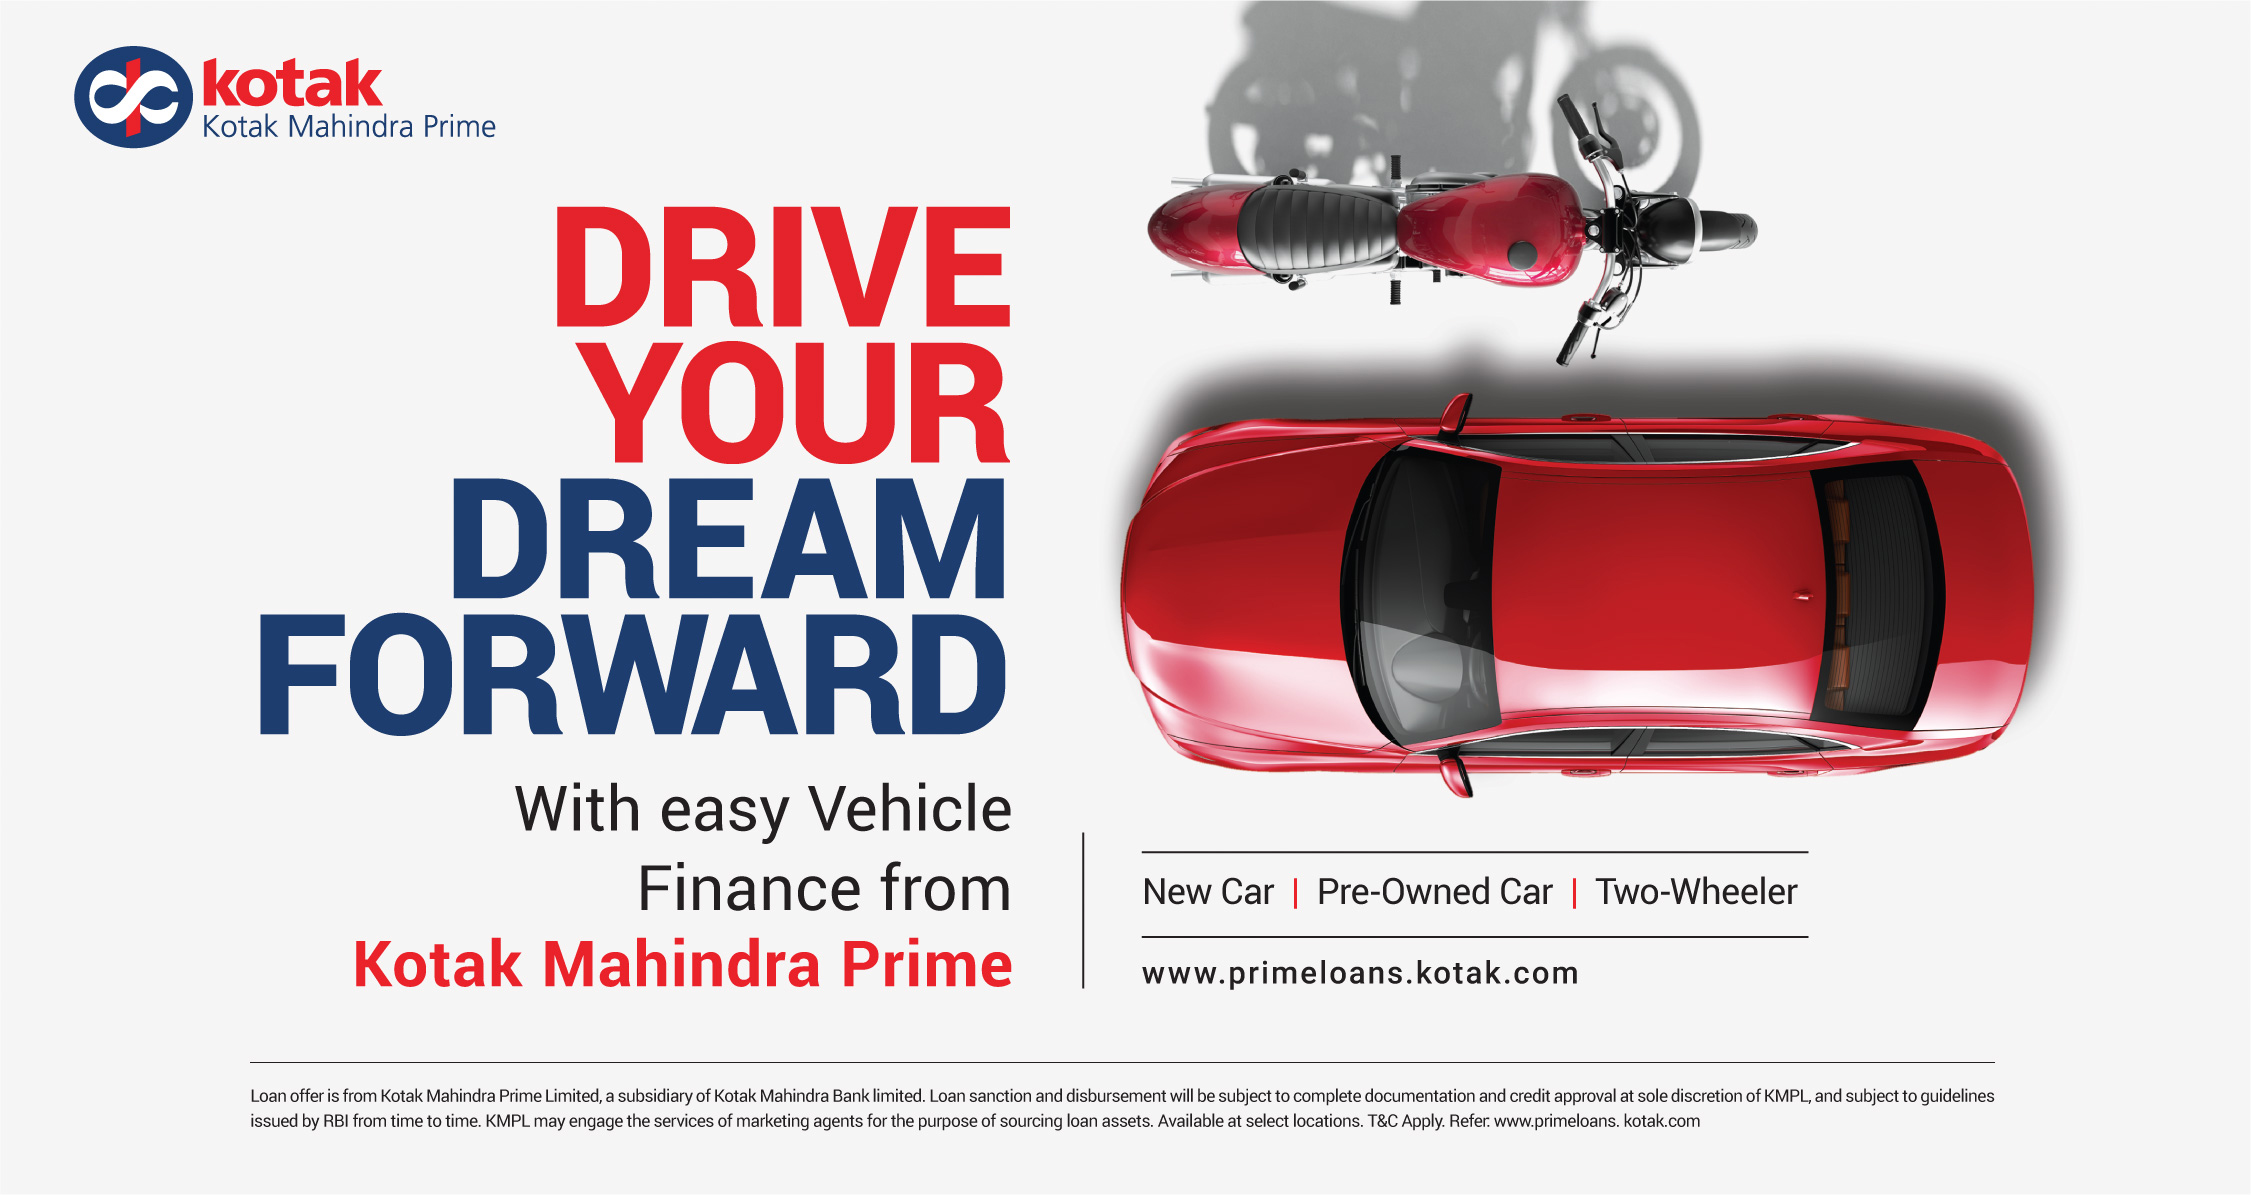 kotak
Kotak Mahindra Prime
DRIVE
YOUR
DREAM
FORWARD
With easy Vehicle
Finance from
Kotak Mahindra Prime
New Car | Pre-Owned Car | Two-Wheeler
www.primeloans.kotak.com
Loan offer is from Kotak Mahindra Prime Limited, a subsidiary of Kotak Mahindra Bank limited. Loan sanction and disbursement will be subject to complete documentation and credit approval at sole discretion of KMPL, and subject to guidelines
issued by RBI from time to time. KMPL may engage the services of marketing agents for the purpose of sourcing loan assets. Available at select locations. T&C Apply. Refer: www.primeloans. kotak.com